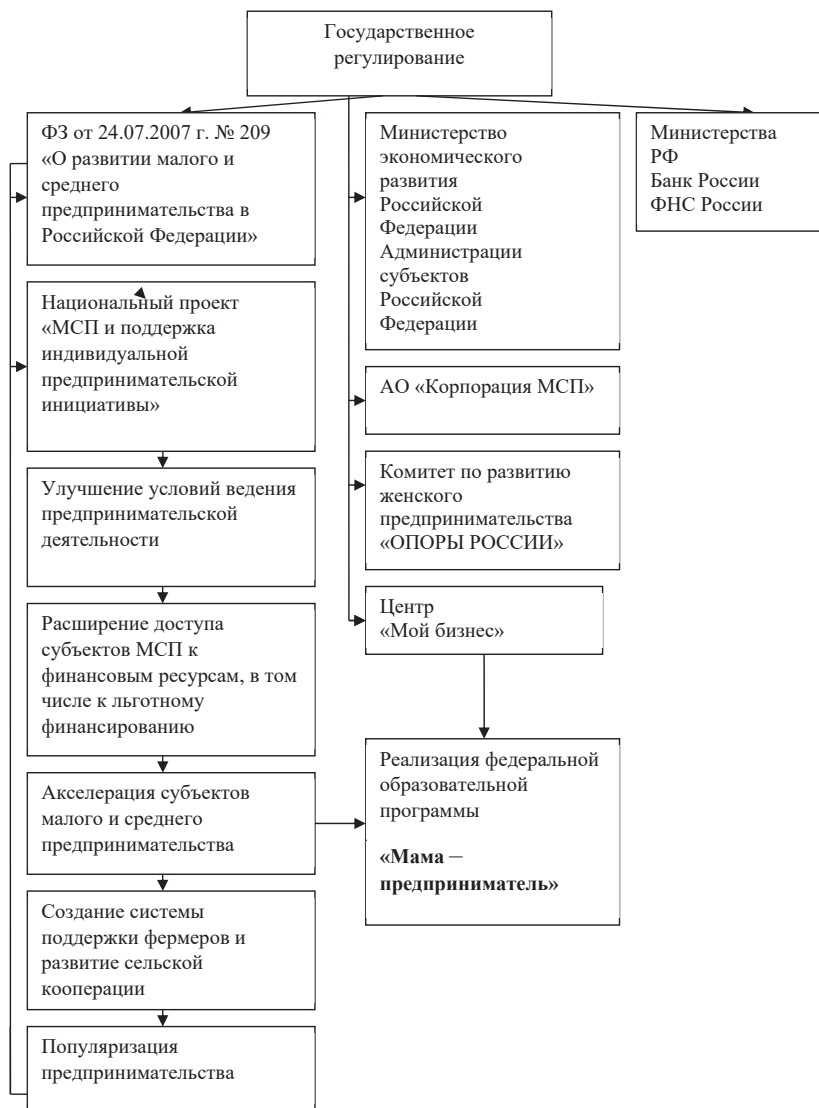 Государственное
регулирование
ФЗ от 24.07.2007 г. № 209
«О развитии малого и
среднего
предпринимательства в
Российской Федерации»
Национальный проект
«МСП и поддержка
индивидуальной
предпринимательской
инициативы»
Улучшение условий ведения
предпринимательской
деятельности
Расширение доступа
субъектов МСП к
финансовым ресурсам, в том
числе к льготному
финансированию
Акселерация субъектов
малого и среднего
предпринимательства
Создание системы
поддержки фермеров и
развитие сельской
кооперации
Популяризация
предпринимательства
Министерство
экономического
развития
Российской
Федерации
Администрации
субъектов
Российской
Федерации
АО «Корпорация МСП»
Комитет по развитию
женского
предпринимательства
«ОПОРЫ РОССИИ»
Центр
«Мой бизнес»
Реализация федеральной
образовательной
программы
«Мама —
предприниматель»
Министерства
РФ
Банк России
ФНС России